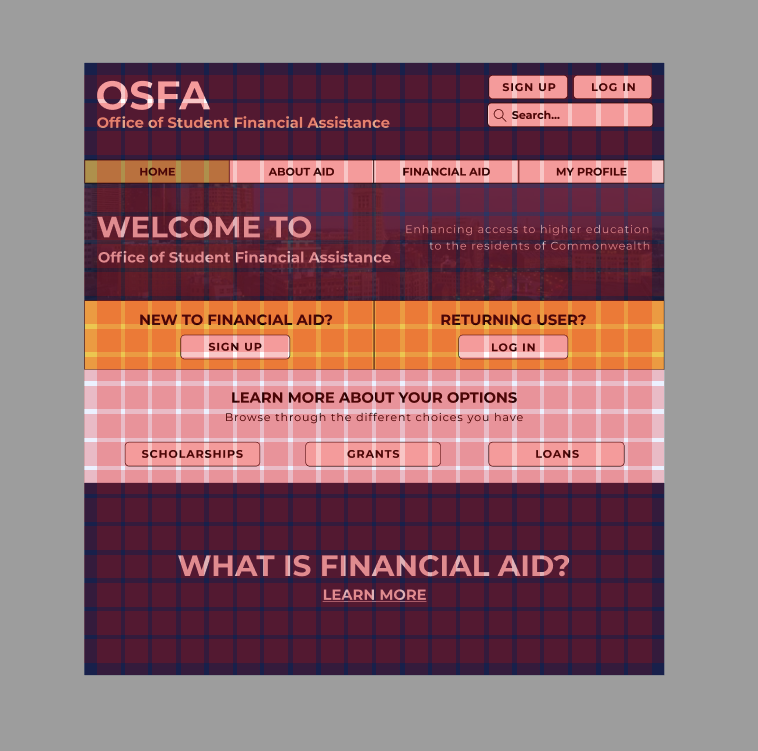 OSFA
Office of Student Financial Assistance
SIGN UP
LOG IN
Search...
HOME
ABOUT AID
FINANCIAL AID
MY PROFILE
WELCOME TO
Office of Student Financial Assistance
Enhancing access to higher education
to the residents of Commonwealth
NEW TO FINANCIAL AID?
SIGN UP
RETURNING USER?
LOG IN
LEARN MORE ABOUT YOUR OPTIONS
Browse through the different choices you have
SCHOLARSHIPS
GRANTS
LOANS
WHAT IS FINANCIAL AID?
LEARN MORE